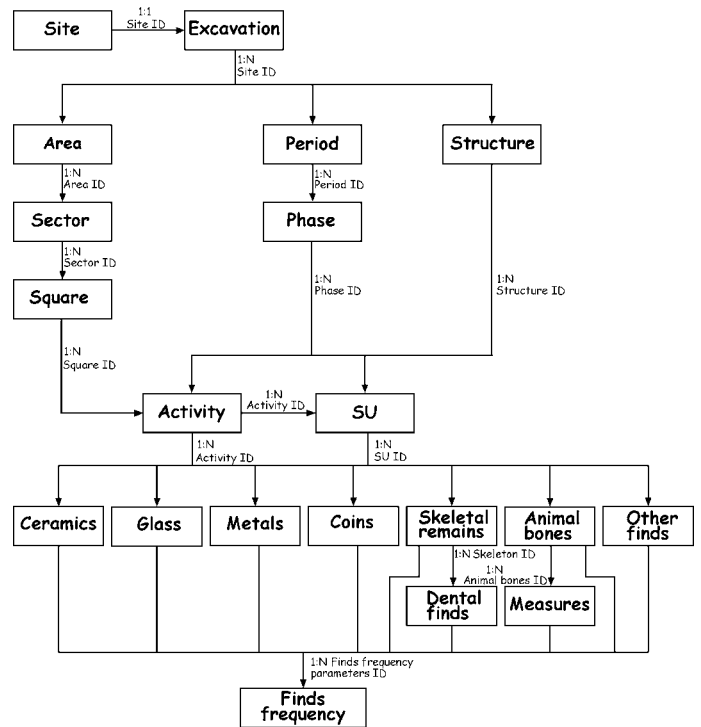 Site
1:1
Site ID
Excavation
1:N
Site ID
Area
Period
Structure
1:N
Area ID
1:N
Period ID
Sector
Phase
1:N
Sector ID
1:N
Phase ID
1:N
Structure ID
Square
1:N
Square ID
Activity
1:N
Activity ID
SU
1:N
Activity ID
1:N
SU ID
Ceramics
Glass
Metals
Coins
Skeletal
remains
Animal
bones
Other
finds
1:N Skeleton ID
1:N
Animal bones ID
Dental
finds
Measures
1:N Finds frequency
parameters ID
Finds
frequency